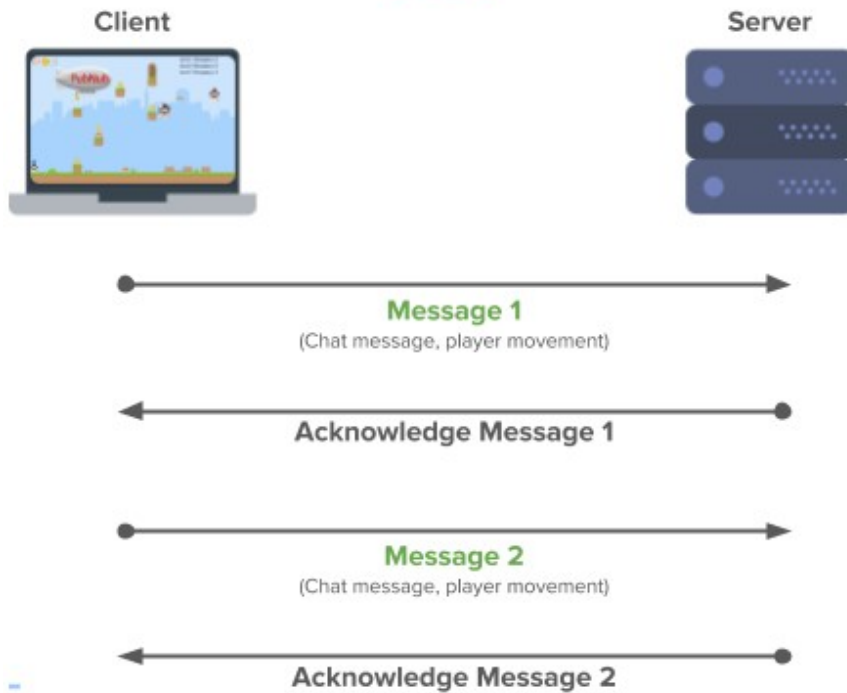 Client
Server
PubNub
Message 1
(Chat message, player movement)
Acknowledge Message 1
Message 2
(Chat message, player movement)
Acknowledge Message 2